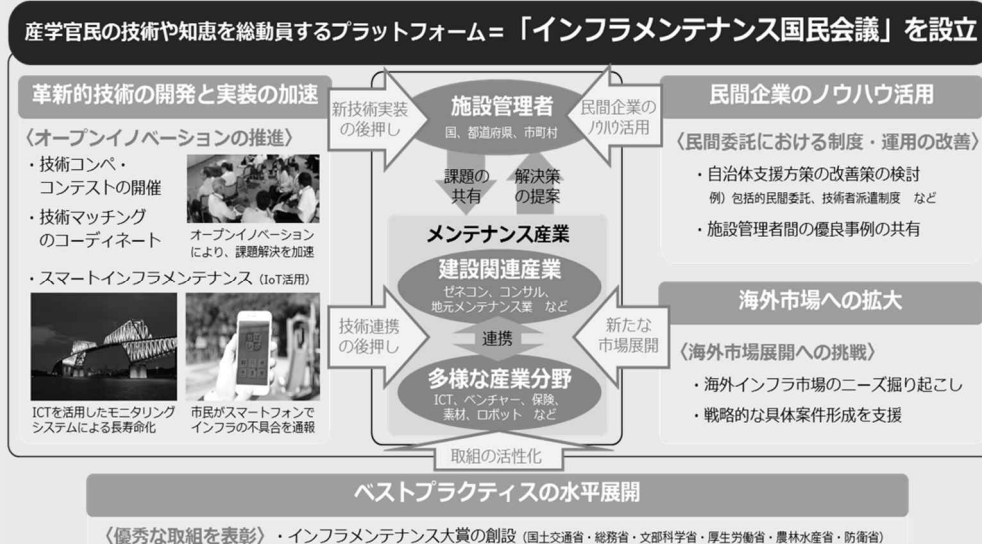 産学官民の技術や知恵を総動員するプラットフォーム=「インフラメンテナンス国民会議」を設立
革新的技術の開発と実装の加速
〈オープンイノベーションの推進〉
・技術コンペ・
コンテストの開催
・技術マッチング
のコーディネート
オープンイノベーション
により、課題解決を加速
・スマートインフラメンテナンス(IoT活用)
ICTを活用したモニタリング
システムによる長寿命化
市民がスマートフォンで
インフラの不具合を通報
新技術実装
の後押し
施設管理者
国、都道府県、市町村
民間企業の
ノウハウ活用
課題の
共有
解決策
の提案
メンテナンス産業
建設関連産業
ゼネコン、コンサル、
地元メンテナンス業 など
技術連携
の後押し
連携
新たな
市場展開
多様な産業分野
ICT、ベンチャー、保険、
素材、ロボット など
取組の活性化
民間企業のノウハウ活用
〈民間委託における制度・運用の改善〉
・自治体支援方策の改善策の検討
例)包括的民間委託、技術者派遣制度 など
・施設管理者間の優良事例の共有
海外市場への拡大
〈海外市場展開への挑戦〉
・海外インフラ市場のニーズ掘り起こし
・戦略的な具体案件形成を支援
ベストプラクティスの水平展開
〈優秀な取組を表彰〉・インフラメンテナンス大賞の創設(国土交通省・総務省・文部科学省・厚生労働省・農林水産省・防衛省)